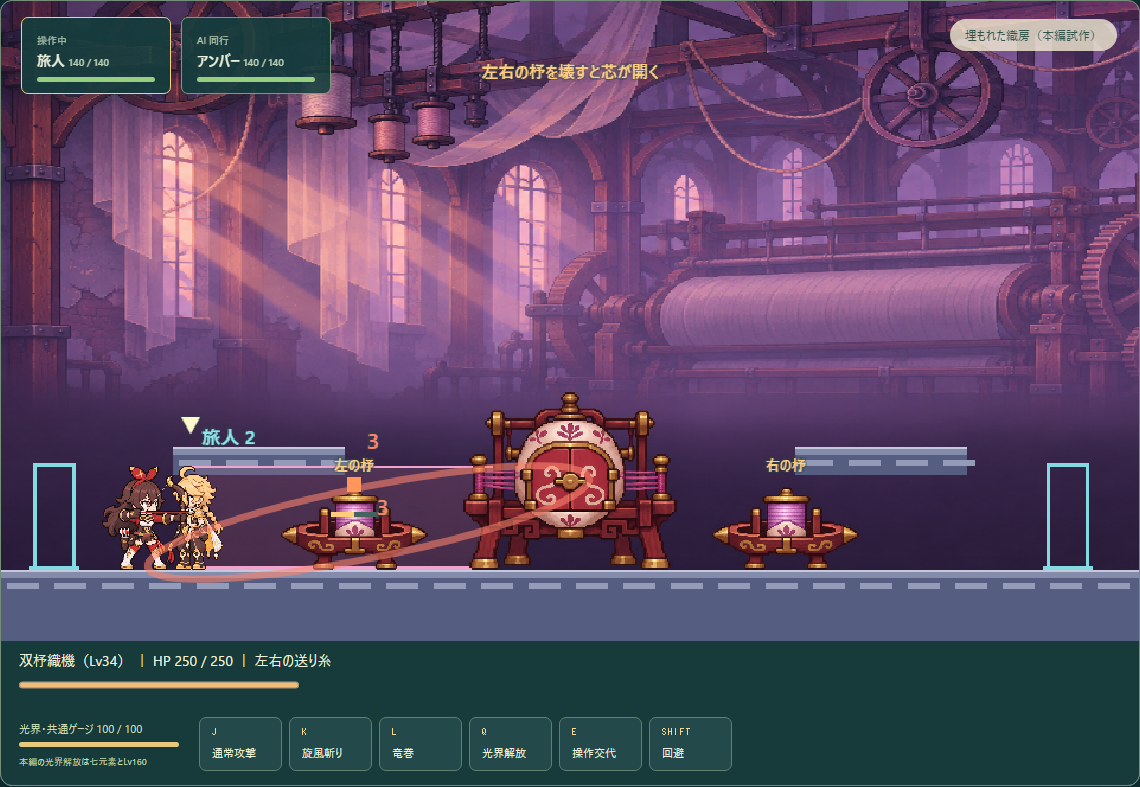 操作中
旅人 140 / 140
AI 同行
アンバー 140 / 140
左右の杼を壊すと芯が開く
埋もれた織房（本編試作）
旅人 2
3
左の杼
3
右の杼
双杼織機（Lv34） | HP 250 / 250 | 左右の送り糸
光界・共通ゲージ 100 / 100
本編の光界解放は七元素とLv160
J
通常攻撃
K
旋風斬り
L
竜巻
Q
光界解放
E
操作交代
SHIFT
回避